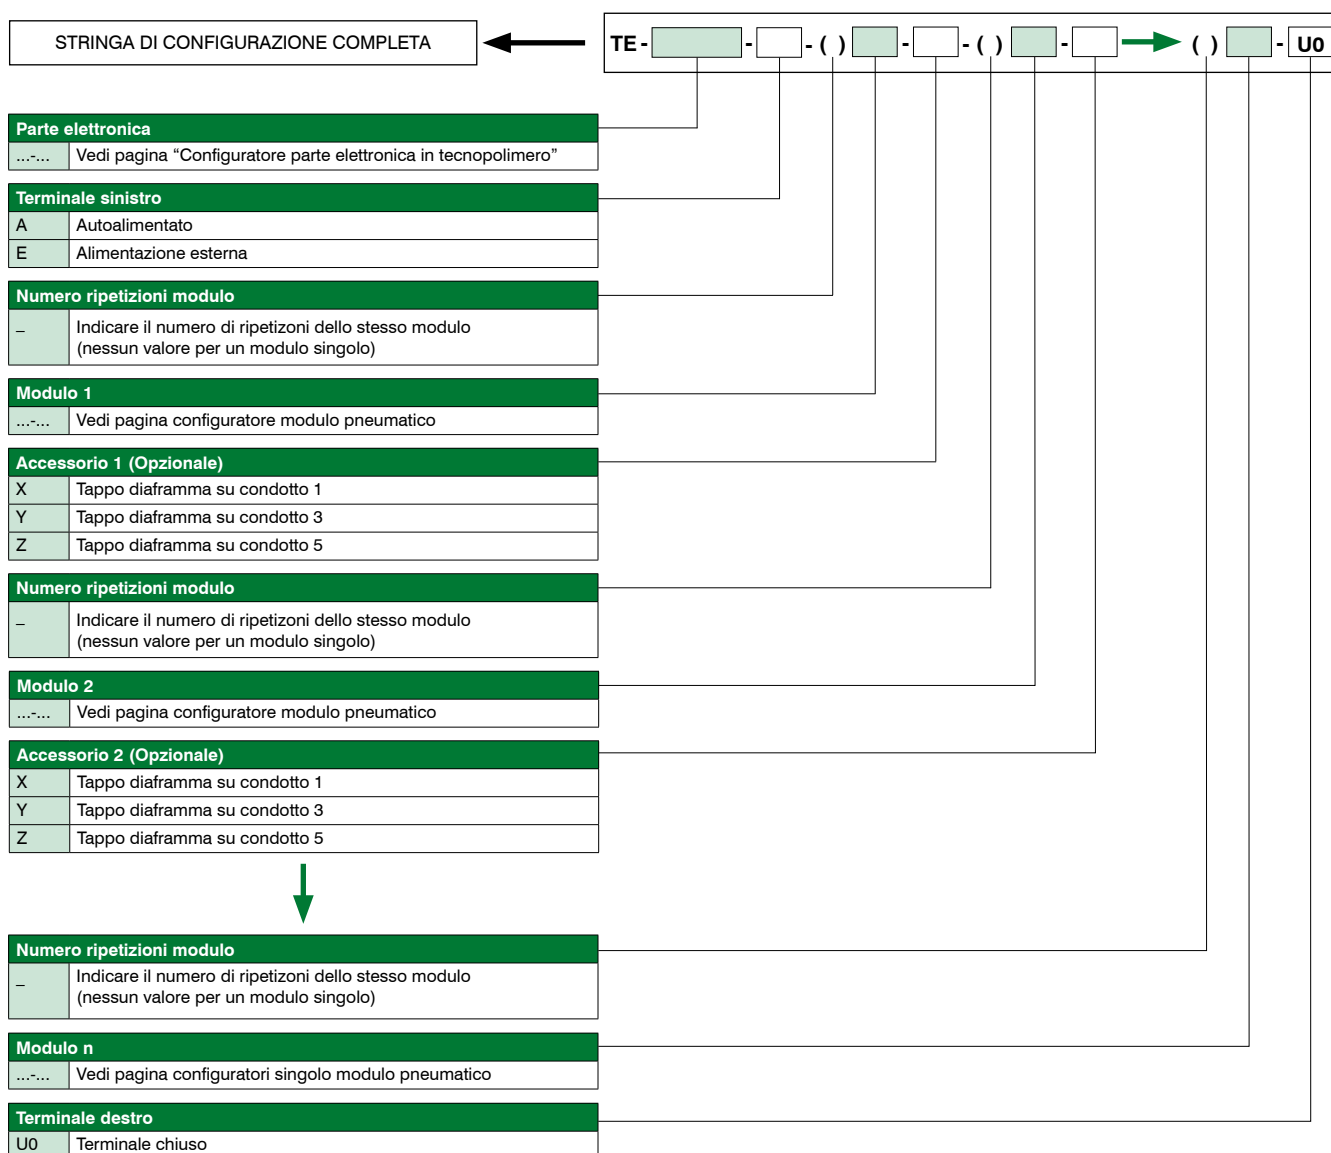 STRINGA DI CONFIGURAZIONE COMPLETA
TE - - - ( ) - - ( ) - ( ) - U0
Parte elettronica
...-... Vedi pagina “Configuratore parte elettronica in tecnopolimero”
Terminale sinistro
A Autoalimentato
E Alimentazione esterna
Numero ripetizioni modulo
_ Indicare il numero di ripetizoni dello stesso modulo
(nessun valore per un modulo singolo)
Modulo 1
...-... Vedi pagina configuratore modulo pneumatico
Accessorio 1 (Opzionale)
X Tappo diaframma su condotto 1
Y Tappo diaframma su condotto 3
Z Tappo diaframma su condotto 5
Numero ripetizioni modulo
_ Indicare il numero di ripetizoni dello stesso modulo
(nessun valore per un modulo singolo)
Modulo 2
...-... Vedi pagina configuratore modulo pneumatico
Accessorio 2 (Opzionale)
X Tappo diaframma su condotto 1
Y Tappo diaframma su condotto 3
Z Tappo diaframma su condotto 5
Numero ripetizioni modulo
_ Indicare il numero di ripetizoni dello stesso modulo
(nessun valore per un modulo singolo)
Modulo n
...-... Vedi pagina configuratori singolo modulo pneumatico
Terminale destro
U0 Terminale chiuso